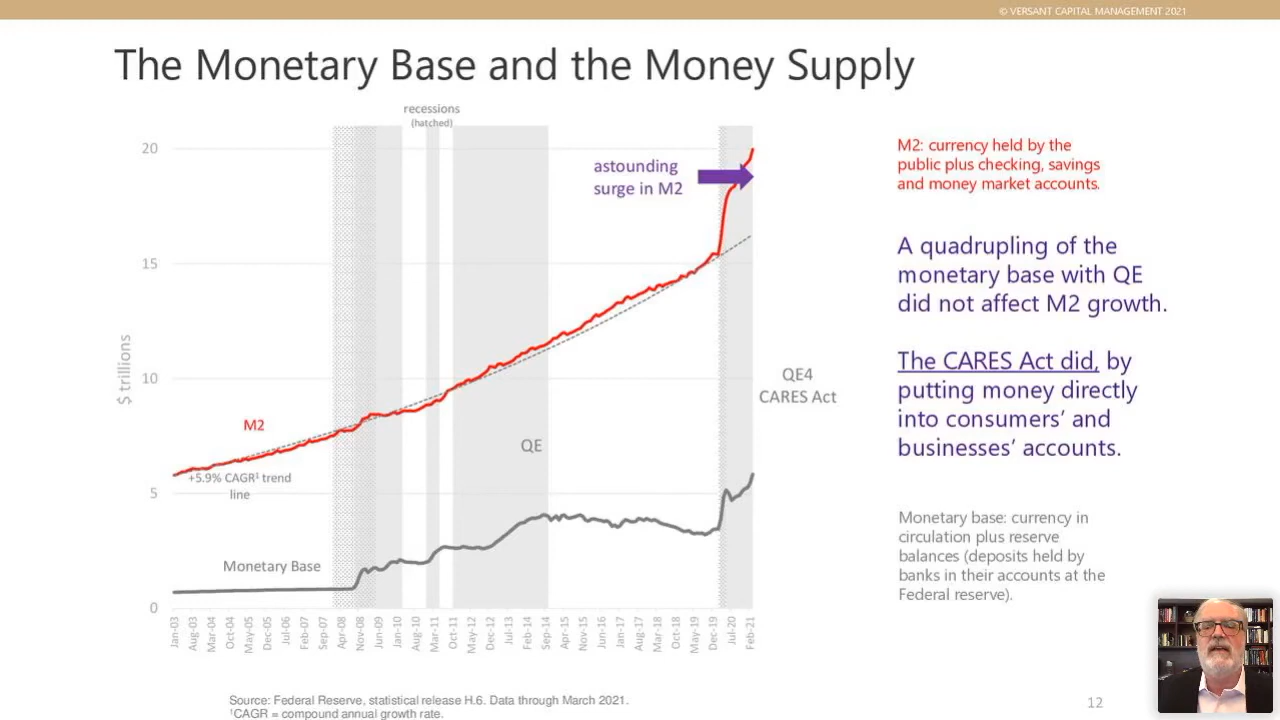 © VERSANT CAPITAL MANAGEMENT 2021
The Monetary Base and the Money Supply
recessions
(hatched)
20
15
10
5
0
$ trillions
astounding
surge in M2
M2
+5.9% CAGR¹ trend
line
QE
QE4
CARES Act
Monetary Base
Jan-03
Aug-03
Mar-04
Oct-04
May-05
Dec-05
Jul-06
Feb-07
Sep-07
Apr-08
Nov-08
Jun-09
Jan-10
Aug-10
Mar-11
Oct-11
May-12
Dec-12
Jul-13
Feb-14
Sep-14
Apr-15
Nov-15
Jun-16
Jan-17
Aug-17
Mar-18
Oct-18
May-19
Dec-19
Jul-20
Feb-21
M2: currency held by the
public plus checking, savings
and money market accounts.
A quadrupling of the
monetary base with QE
did not affect M2 growth.
The CARES Act did, by
putting money directly
into consumers’ and
businesses’ accounts.
Monetary base: currency in
circulation plus reserve
balances (deposits held by
banks in their accounts at the
Federal reserve).
Source: Federal Reserve, statistical release H.6. Data through March 2021.
¹CAGR = compound annual growth rate.
12